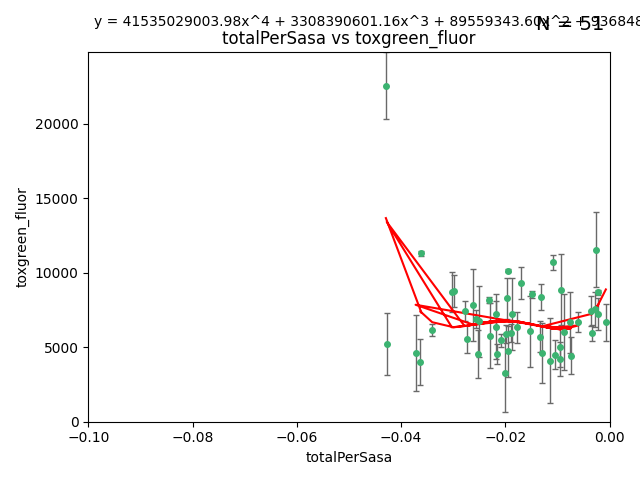 y = 41535029003.98x^4 + 3308390601.16x^3 + 89559343.60x^2 +
N = 51
totalPerSasa vs toxgreen_fluor
toxgreen_fluor
20000
15000
10000
5000
0
−0.10 −0.08 −0.06 −0.04 −0.02 0.00
totalPerSasa